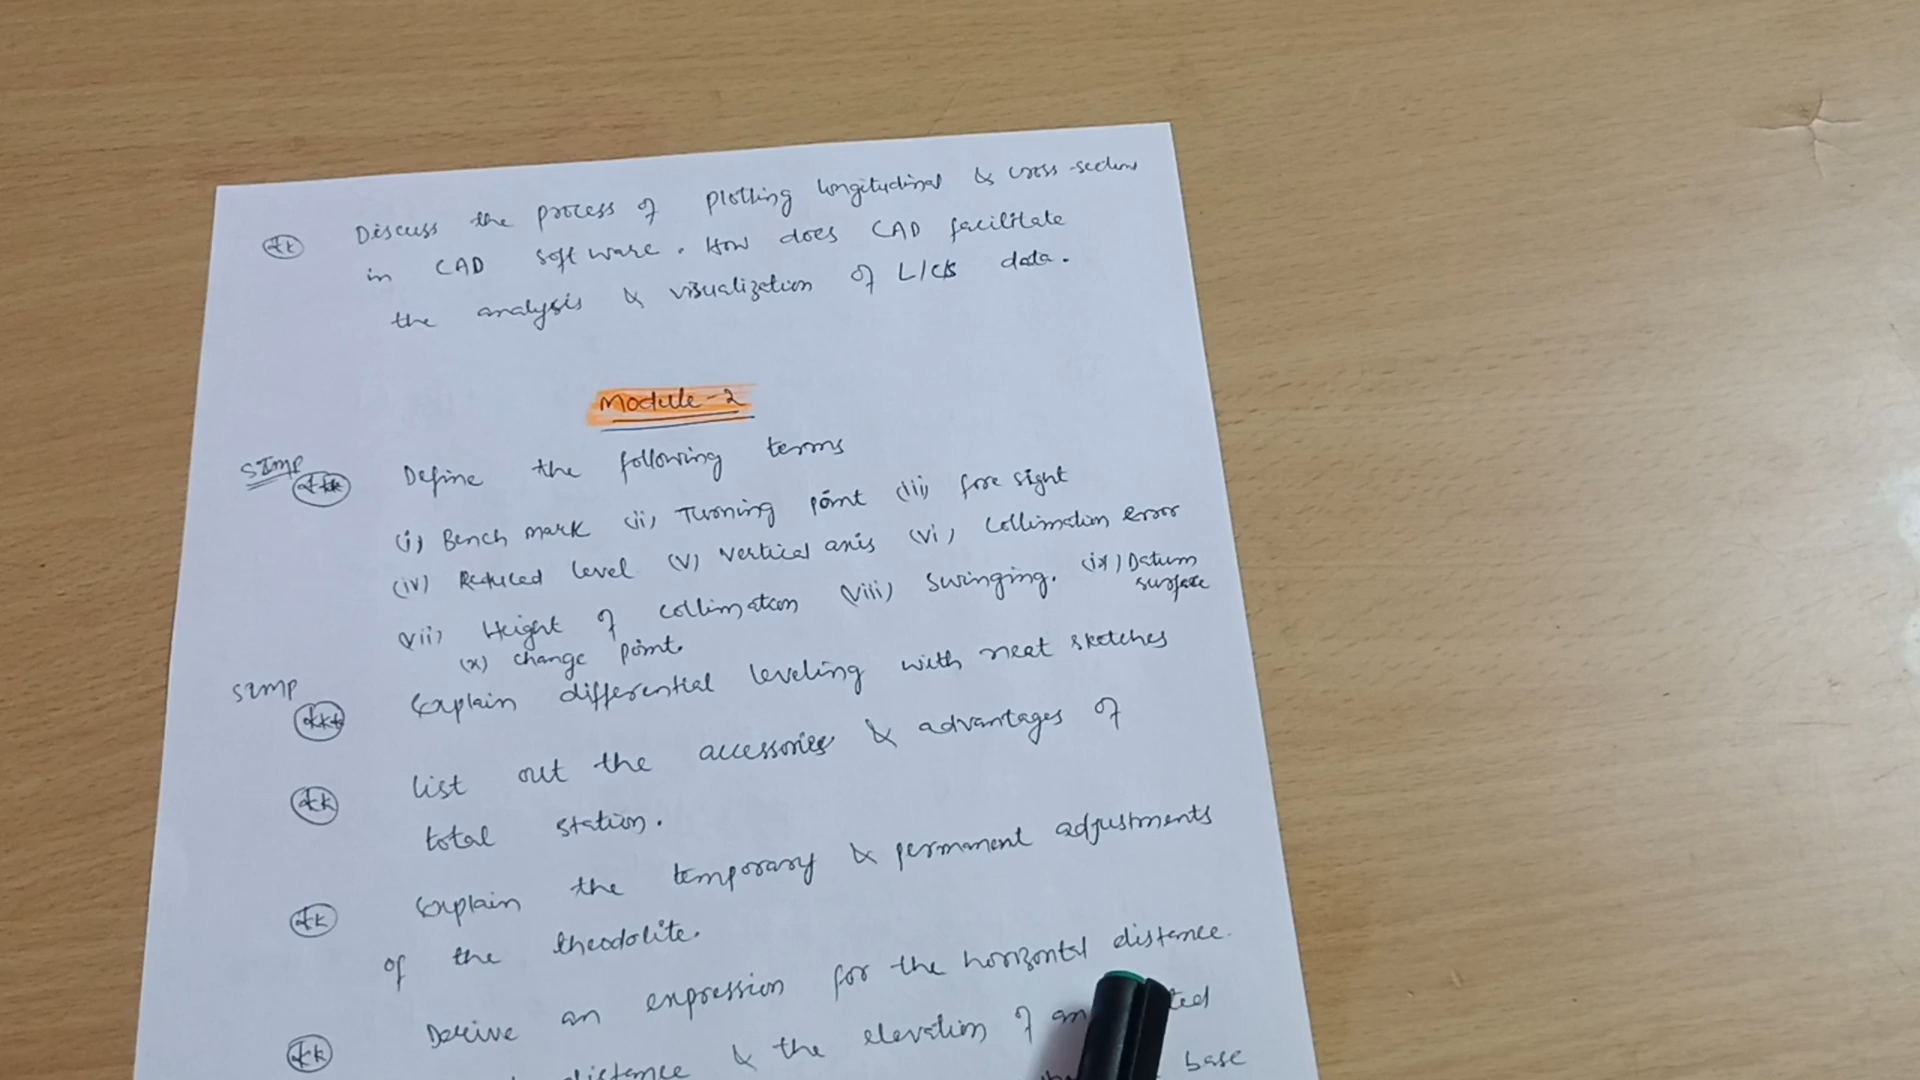 Discuss the process of plotting longitudinal & cross-sections
in CAD software. How does CAD facilitate
the analysis & visualization of L/C/s data.
Module-2
SImp
Define the following terms
(i) Bench mark (ii) Turning point (iii) fore sight
(iv) Reduced level (v) vertical axis (vi) Collimation error
(vii) Height of collimation (viii) Swinging. (ix) Datum surface
(x) change point.
SImp
Explain differential leveling with neat sketches
List out the accessories & advantages of
total station.
Explain the temporary & permanent adjustments
of the theodolite.
Derive an expression for the horizontal distance.
distance & the elevation of an
base